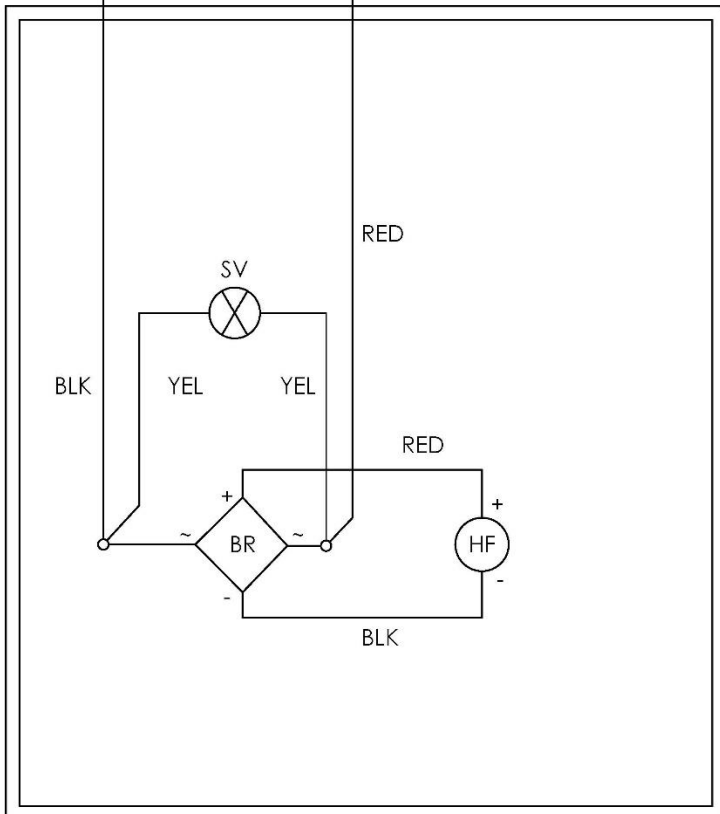 RED
SV
BLK YEL YEL
RED
+
+
~ BR ~ HF
-
-
BLK